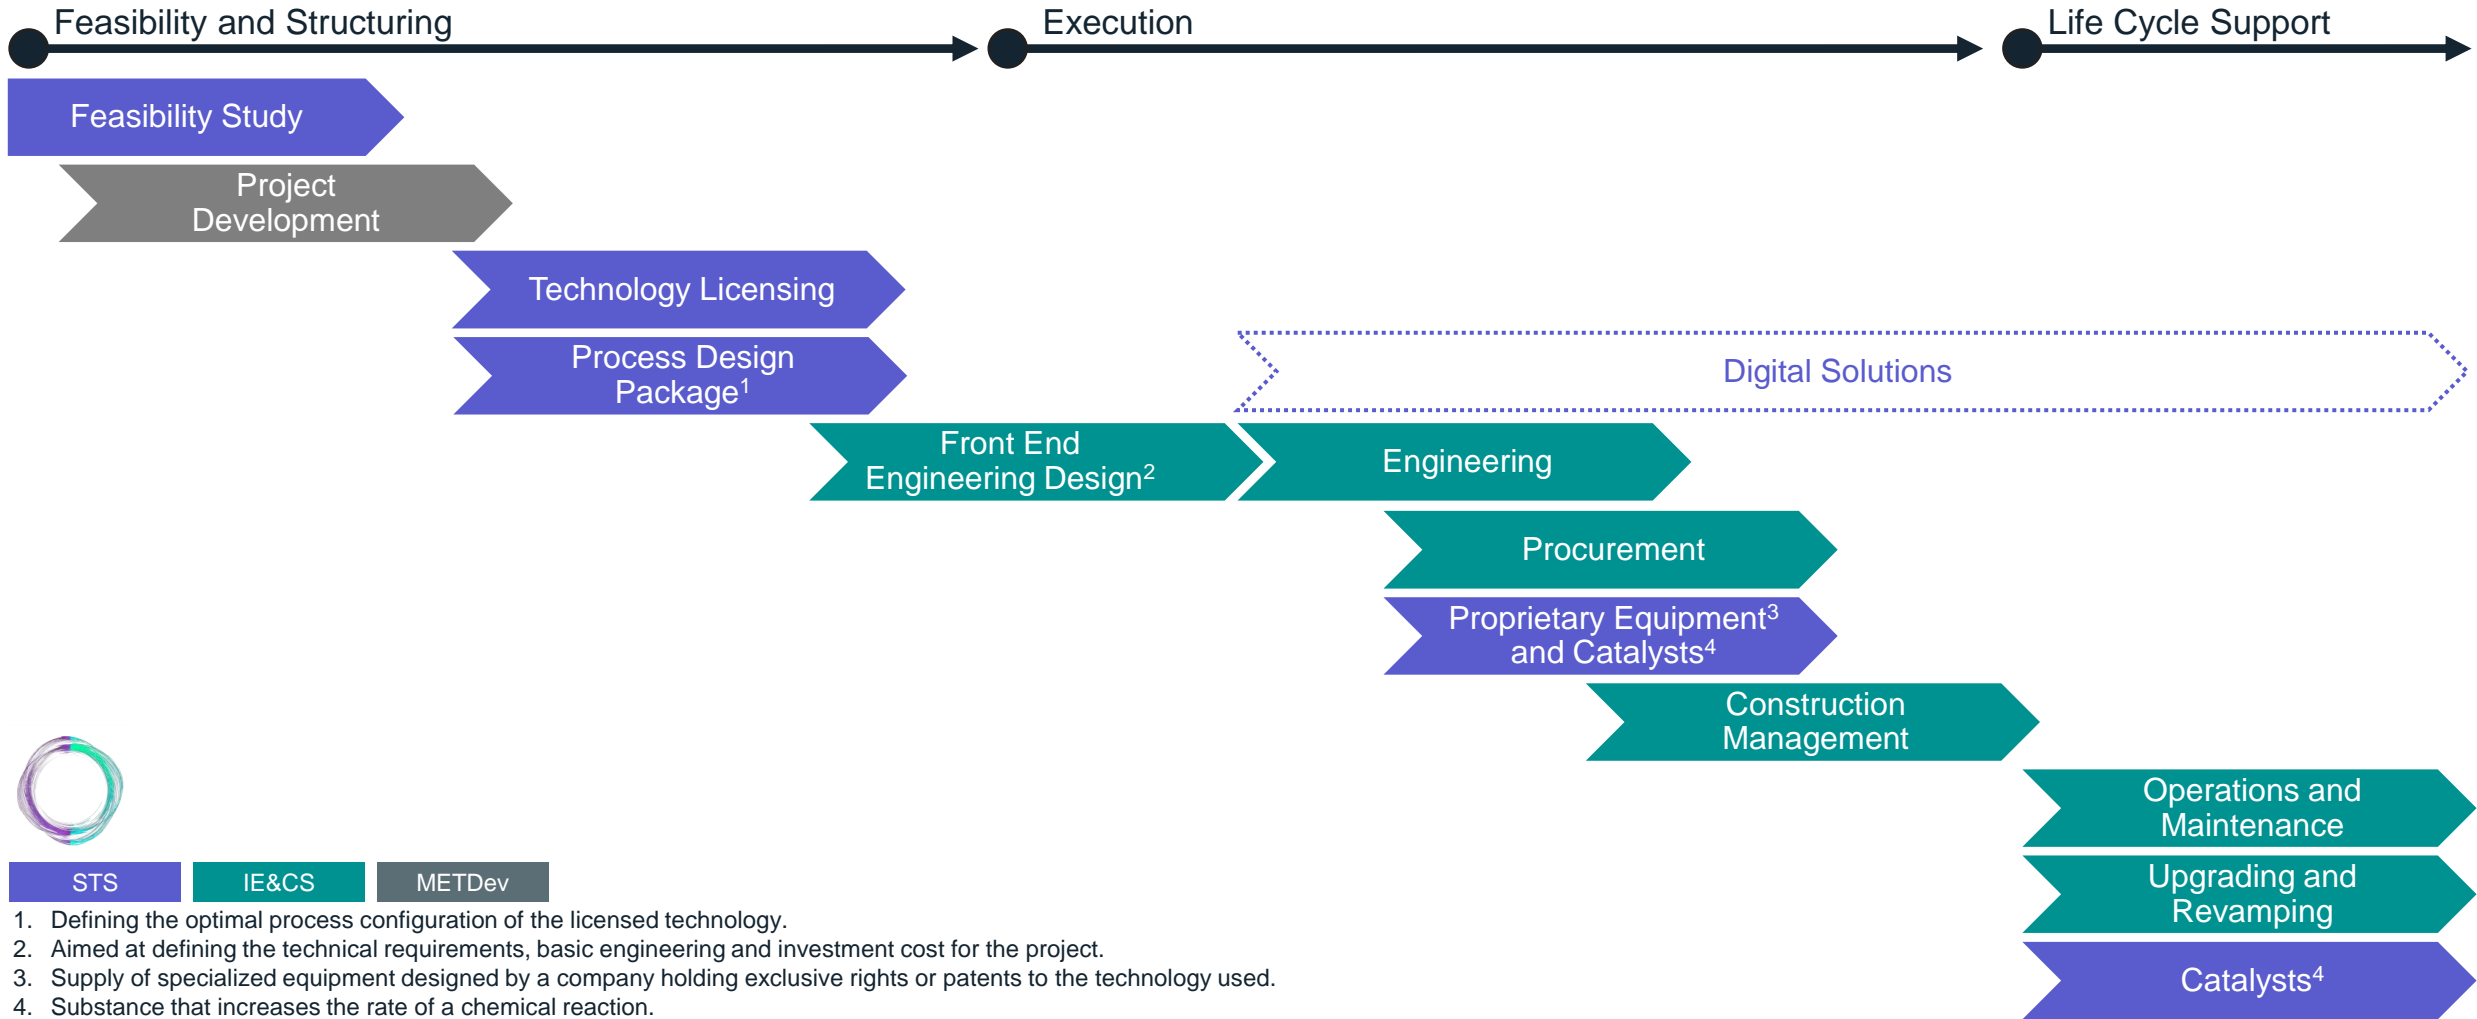 Feasibility and Structuring
Execution
Life Cycle Support
Feasibility Study
Project
Development
Technology Licensing
Process Design
Package1
Digital Solutions
Front End
Engineering Design2
Engineering
Procurement
Proprietary Equipment3
and Catalysts4
Construction
Management
Operations and
Maintenance
Upgrading and
Revamping
Catalysts4
STS
IE&CS
METDev
1. Defining the optimal process configuration of the licensed technology.
2. Aimed at defining the technical requirements, basic engineering and investment cost for the project.
3. Supply of specialized equipment designed by a company holding exclusive rights or patents to the technology used.
4. Substance that increases the rate of a chemical reaction.